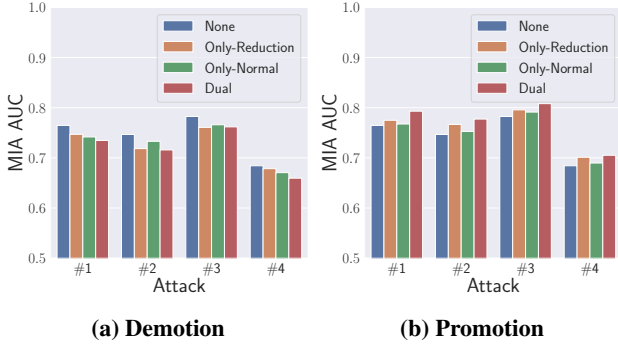 1.0
0.9
0.8
0.7
0.6
0.5
MIA AUC
None
Only-Reduction
Only-Normal
Dual
#1 #2 #3 #4
Attack
(a) Demotion
1.0
0.9
0.8
0.7
0.6
0.5
MIA AUC
None
Only-Reduction
Only-Normal
Dual
#1 #2 #3 #4
Attack
(b) Promotion